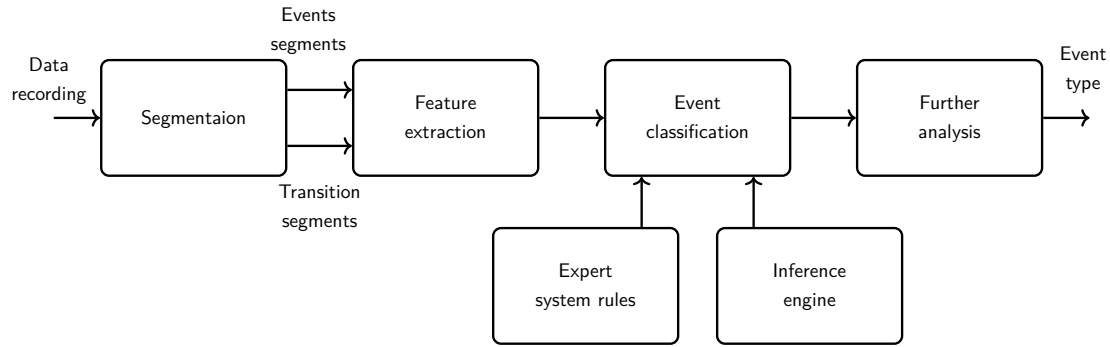 Data
recording
Segmentaion
Events
segments
Transition
segments
Feature
extraction
Event
classification
Further
analysis
Event
type
Expert
system rules
Inference
engine